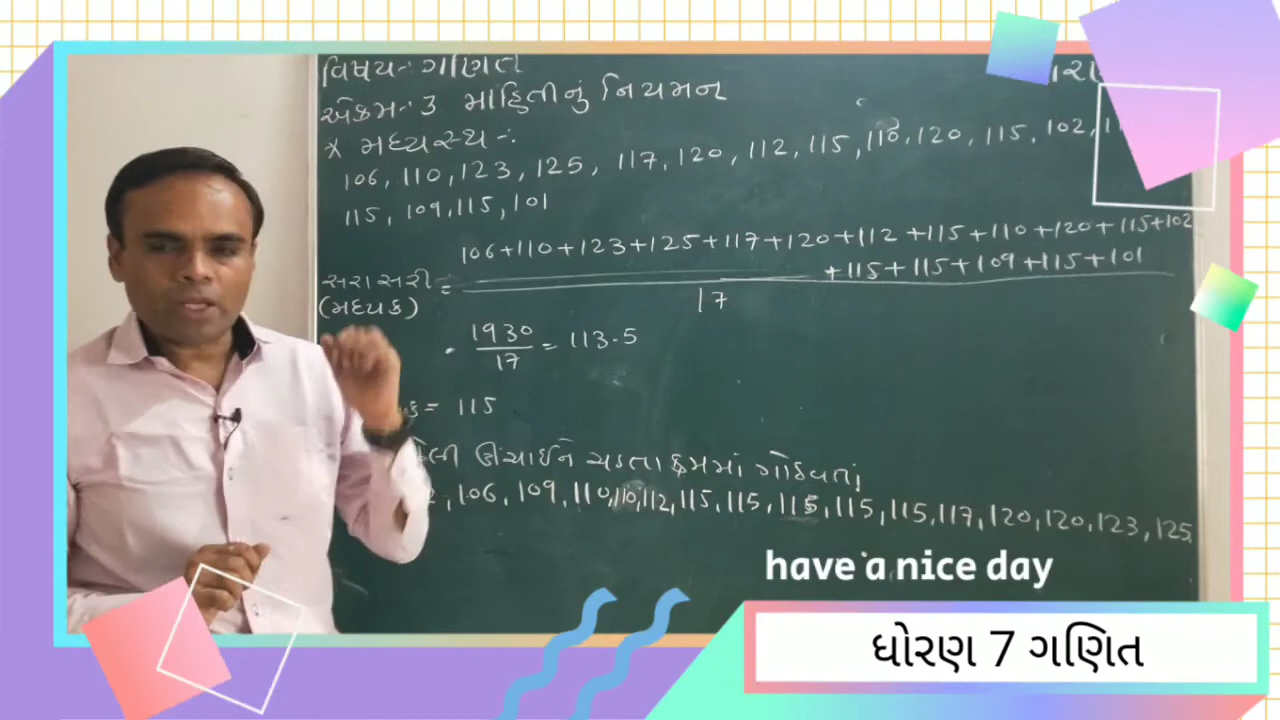 વિષય:- ગણિત
એકમ:- 3 માહિતીનું નિયમન
* મધ્યસ્થ -:
106, 110, 123, 125, 117, 120, 112, 115, 110, 120, 115, 102,
115, 109, 115, 101
106+110+123+125+117+120+112+115+110+120+115+102
+115+115+109+115+101
સરાસરી =
(મધ્યક)
17
1930
17
= 113.5
= 115
ઊંચાઈને ચડતા ક્રમમાં ગોઠવતાં
, 106, 109, 110, 110, 112, 115, 115, 115, 115, 115, 117, 120, 120, 123, 125
have a nice day
ધોરણ 7 ગણિત